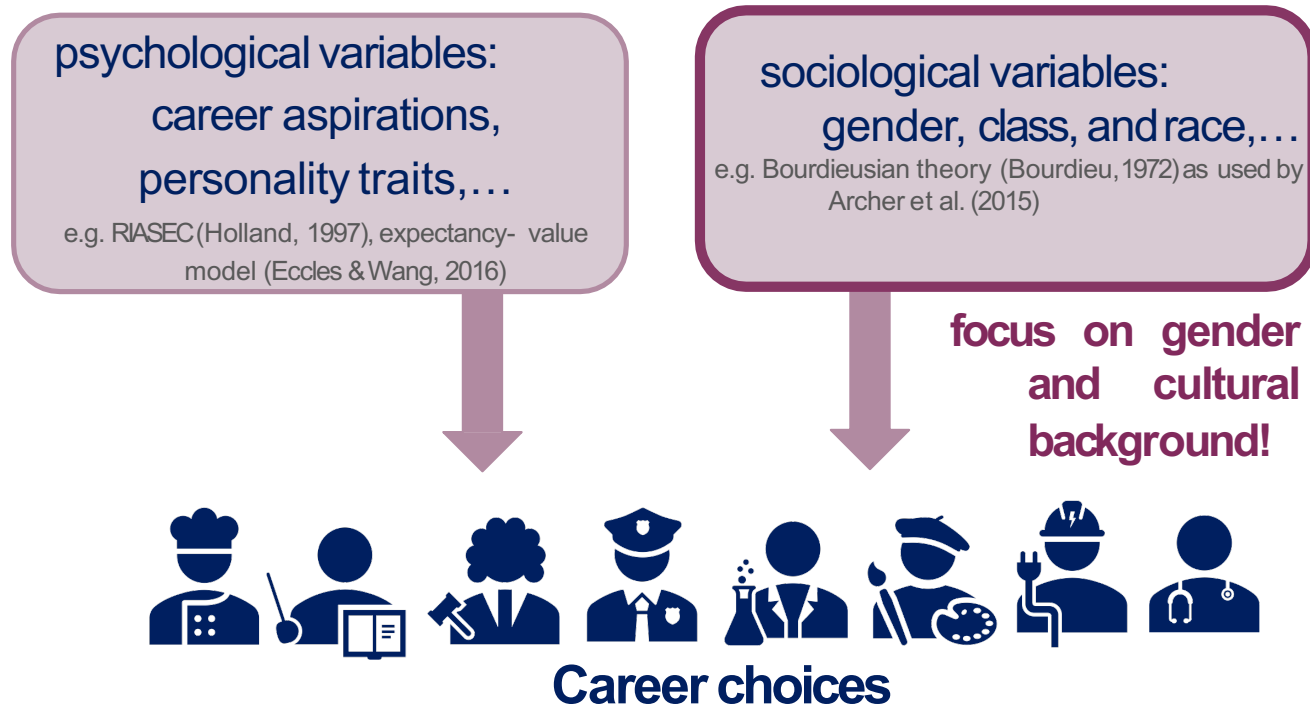 psychological variables:
career aspirations,
personality traits,…
e.g. RIASEC (Holland, 1997), expectancy- value
model (Eccles & Wang, 2016)
sociological variables:
gender, class, and race,…
e.g. Bourdieusian theory (Bourdieu, 1972) as used by
Archer et al. (2015)
focus on gender
and cultural
background!
Career choices